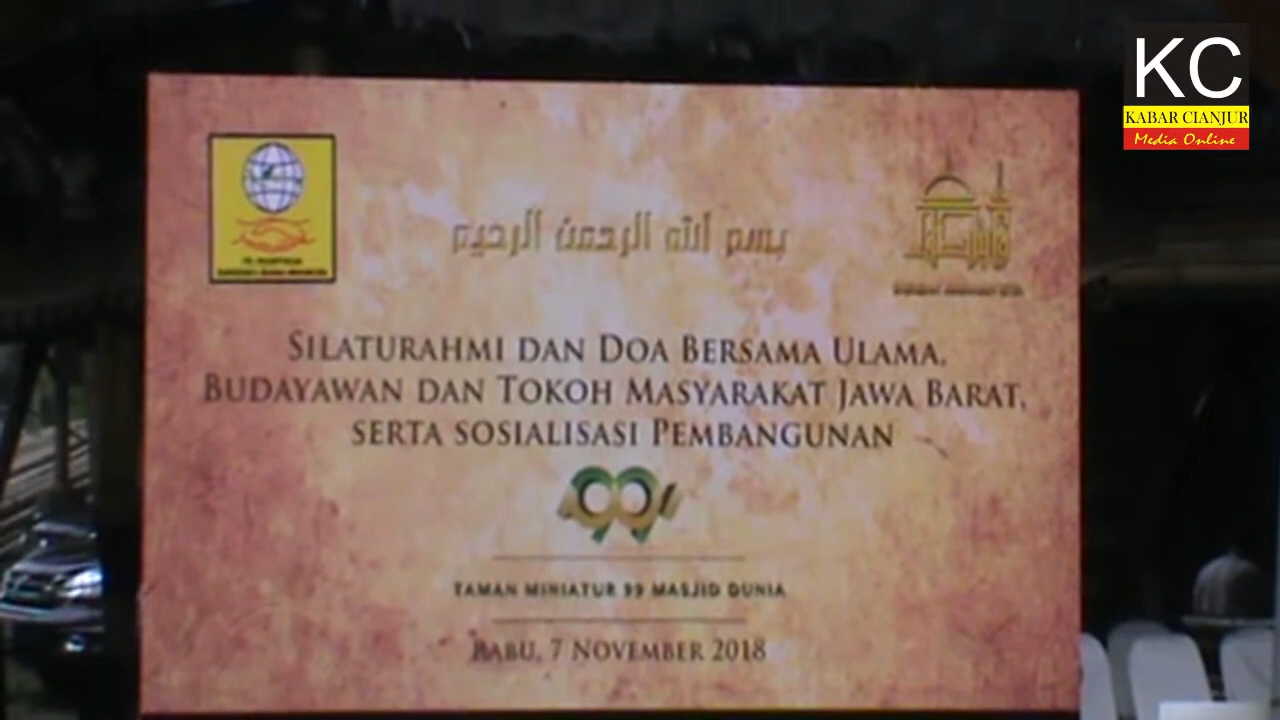 KC
KABAR CIANJUR
Media Online
بسم الله الرحمن الرحيم
SILATURAHMI DAN DOA BERSAMA ULAMA,
BUDAYAWAN DAN TOKOH MASYARAKAT JAWA BARAT,
SERTA SOSIALISASI PEMBANGUNAN
99
TAMAN MINIATUR 99 MASJID DUNIA
RABU, 7 NOVEMBER 2018